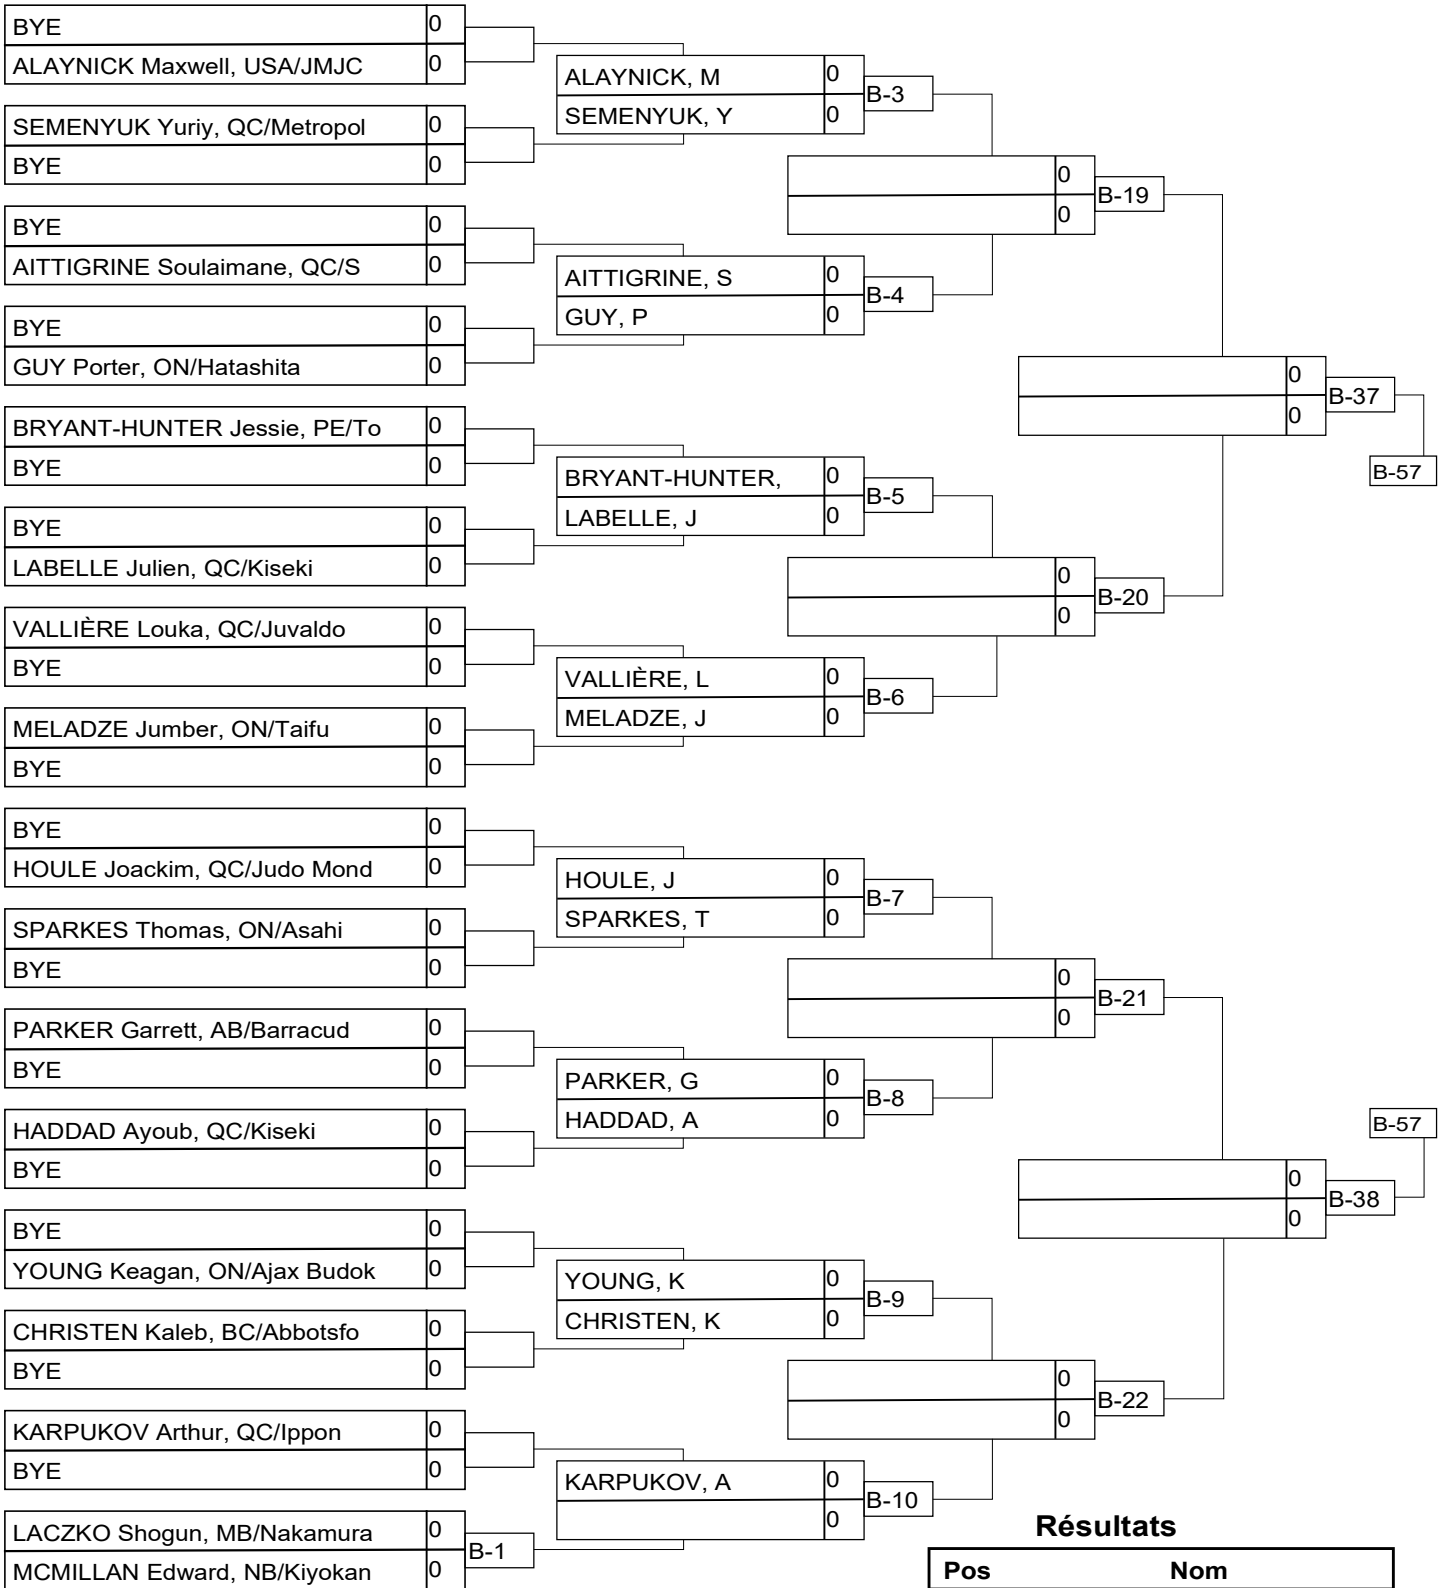 BYE 0
ALAYNICK Maxwell, USA/JMJC 0
SEMENYUK Yuriy, QC/Metropol 0
BYE 0
BYE 0
AITTIGRINE Soulaimane, QC/S 0
BYE 0
GUY Porter, ON/Hatashita 0
BRYANT-HUNTER Jessie, PE/To 0
BYE 0
BYE 0
LABELLE Julien, QC/Kiseki 0
VALLIÈRE Louka, QC/Juvaldo 0
BYE 0
MELADZE Jumber, ON/Taifu 0
BYE 0
BYE 0
HOULE Joackim, QC/Judo Mond 0
SPARKES Thomas, ON/Asahi 0
BYE 0
PARKER Garrett, AB/Barracud 0
BYE 0
HADDAD Ayoub, QC/Kiseki 0
BYE 0
BYE 0
YOUNG Keagan, ON/Ajax Budok 0
CHRISTEN Kaleb, BC/Abbotsfo 0
BYE 0
KARPUKOV Arthur, QC/Ippon 0
BYE 0
LACZKO Shogun, MB/Nakamura 0
MCMILLAN Edward, NB/Kiyokan 0
B-1
ALAYNICK, M 0
SEMENYUK, Y 0
B-3
AITTIGRINE, S 0
GUY, P 0
B-4
BRYANT-HUNTER, 0
LABELLE, J 0
B-5
VALLIÈRE, L 0
MELADZE, J 0
B-6
HOULE, J 0
SPARKES, T 0
B-7
PARKER, G 0
HADDAD, A 0
B-8
YOUNG, K 0
CHRISTEN, K 0
B-9
KARPUKOV, A 0
0
B-10
0
0
B-19
0
0
B-20
0
0
B-21
0
0
B-22
0
0
B-37
B-57
B-57
0
0
B-38
Résultats
Pos Nom